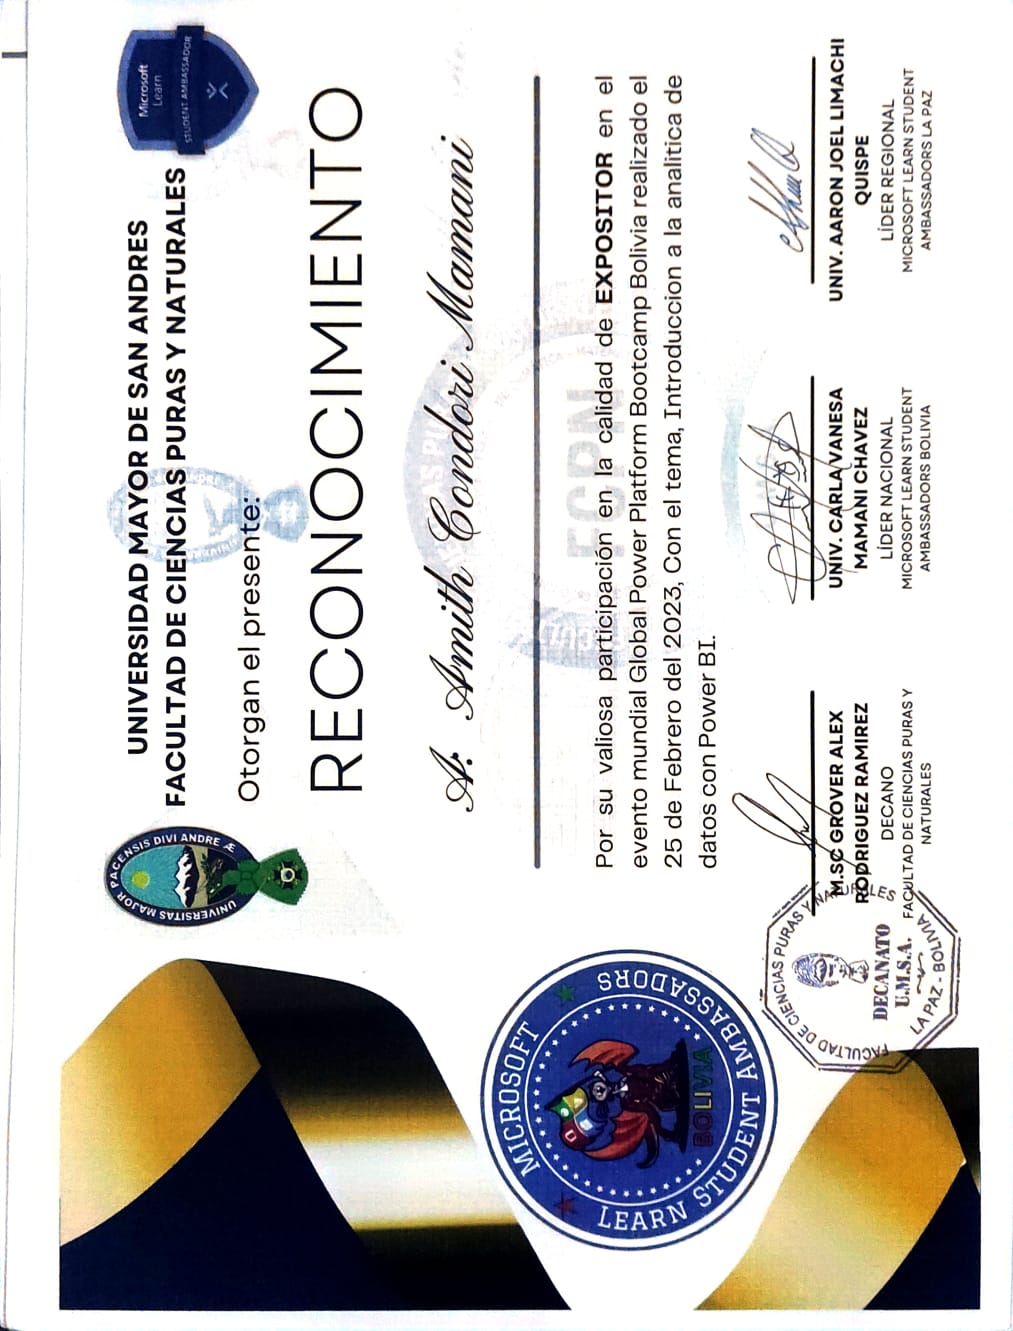 UNIVERSIDAD MAYOR DE SAN ANDRES
FACULTAD DE CIENCIAS PURAS Y NATURALES
Otorgan el presente:
RECONOCIMIENTO
A: Amith Condori Mamani
Por su valiosa participación en la calidad de EXPOSITOR en el
evento mundial Global Power Platform Bootcamp Bolivia realizado el
25 de Febrero del 2023, Con el tema, Introduccion a la analitica de
datos con Power BI.
M.SC GROVER ALEX
RODRIGUEZ RAMIREZ
DECANO
FACULTAD DE CIENCIAS PURAS Y
NATURALES
UNIV. CARLA VANESA
MAMANI CHAVEZ
LÍDER NACIONAL
MICROSOFT LEARN STUDENT
AMBASSADORS BOLIVIA
UNIV. AARON JOEL LIMACHI
QUISPE
LÍDER REGIONAL
MICROSOFT LEARN STUDENT
AMBASSADORS LA PAZ
UNIVERSITAS MAJOR PACENSIS DIVI ANDRE Æ
Microsoft
Learn
STUDENT AMBASSADOR
MICROSOFT
LEARN STUDENT AMBASSADORS
BOLIVIA
FACULTAD DE CIENCIAS PURAS Y NATURALES
DECANATO
U.M.S.A.
LA PAZ - BOLIVIA
FCPN